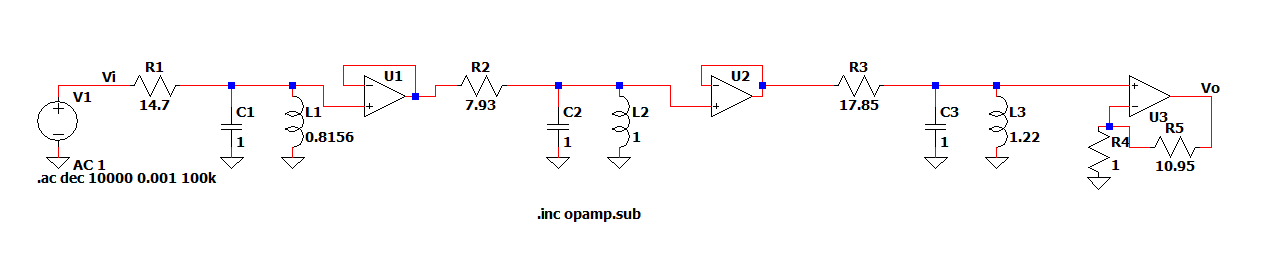 Vi
R1
14.7
V1
AC 1
.ac dec 10000 0.001 100k
C1
1
L1
0.8156
U1
R2
7.93
C2
1
L2
1
U2
R3
17.85
C3
1
L3
1.22
U3
Vo
R4
1
R5
10.95
.inc opamp.sub